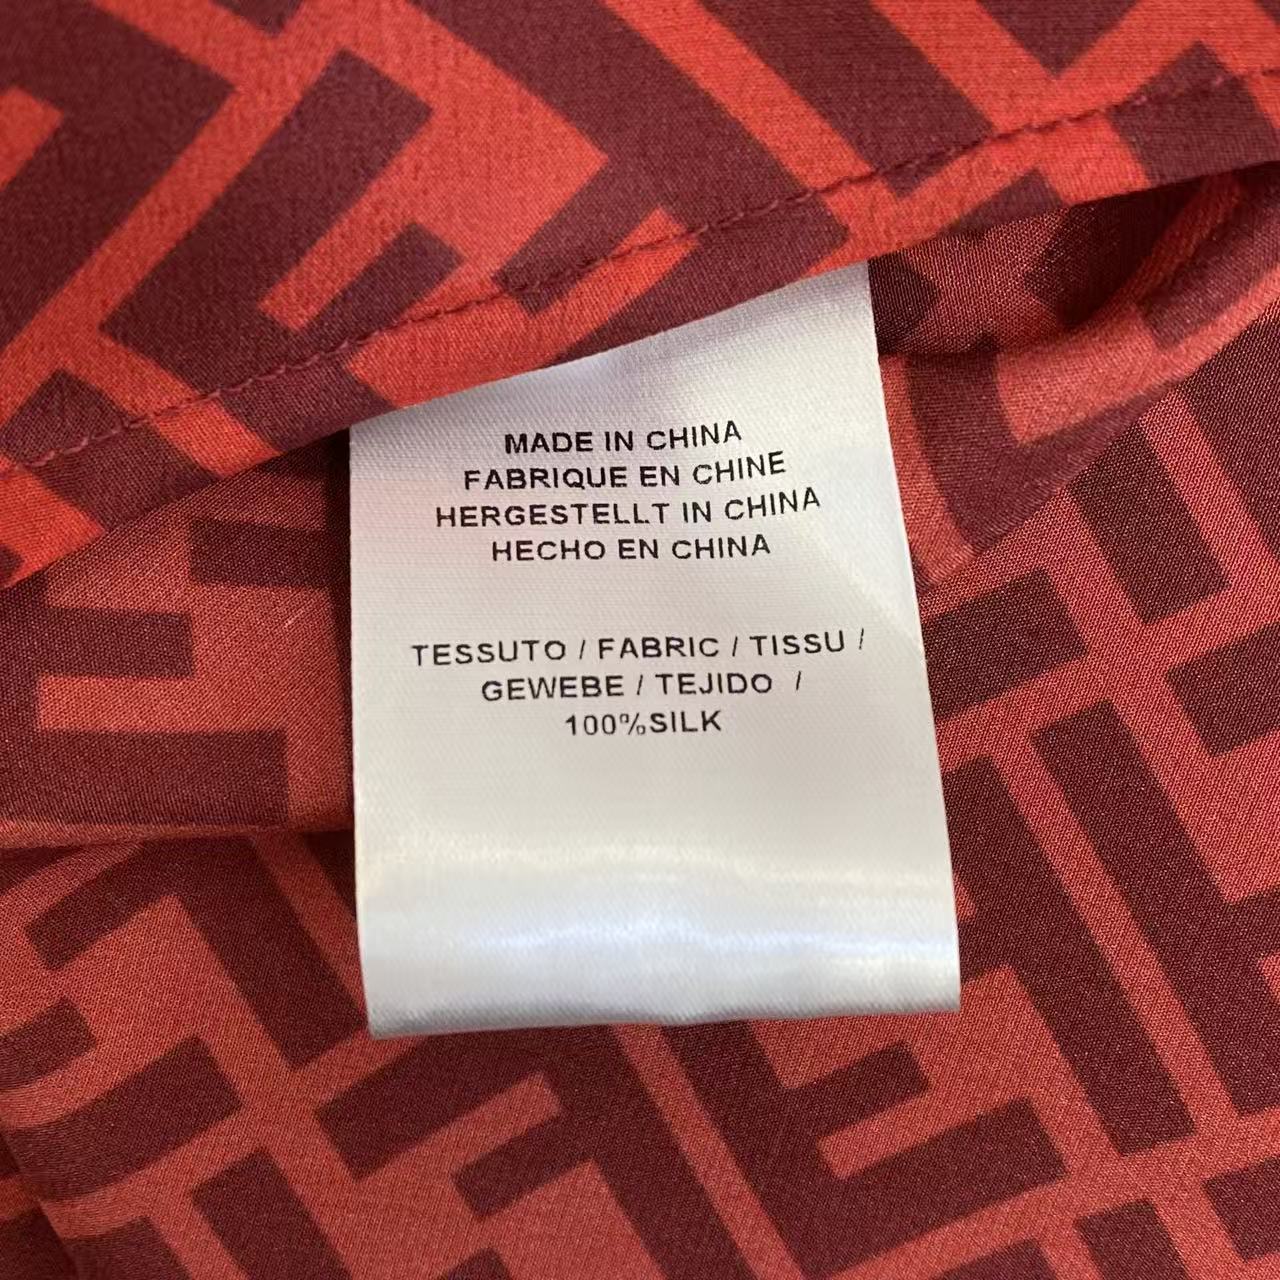 MADE IN CHINA
FABRIQUE EN CHINE
HERGESTELLT IN CHINA
HECHO EN CHINA
TESSUTO / FABRIC / TISSU /
GEWEBE / TEJIDO /
100%SILK